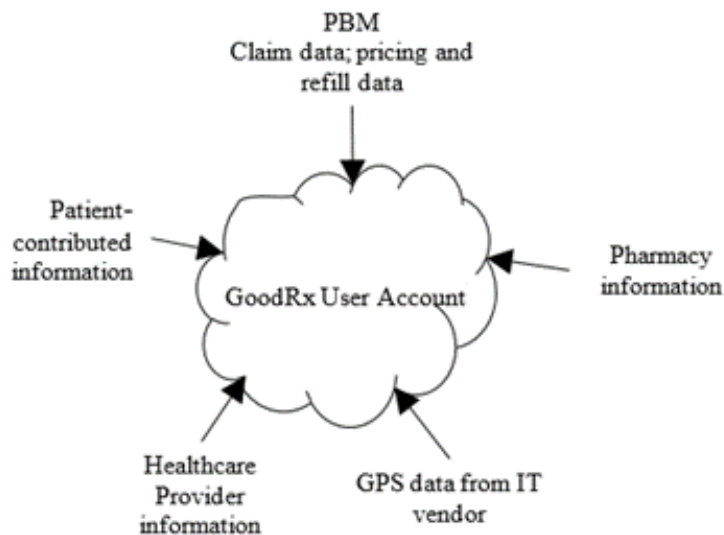 PBM
Claim data; pricing and
refill data
Patient-
contributed
information
GoodRx User Account
Pharmacy
information
Healthcare
Provider
information
GPS data from IT
vendor